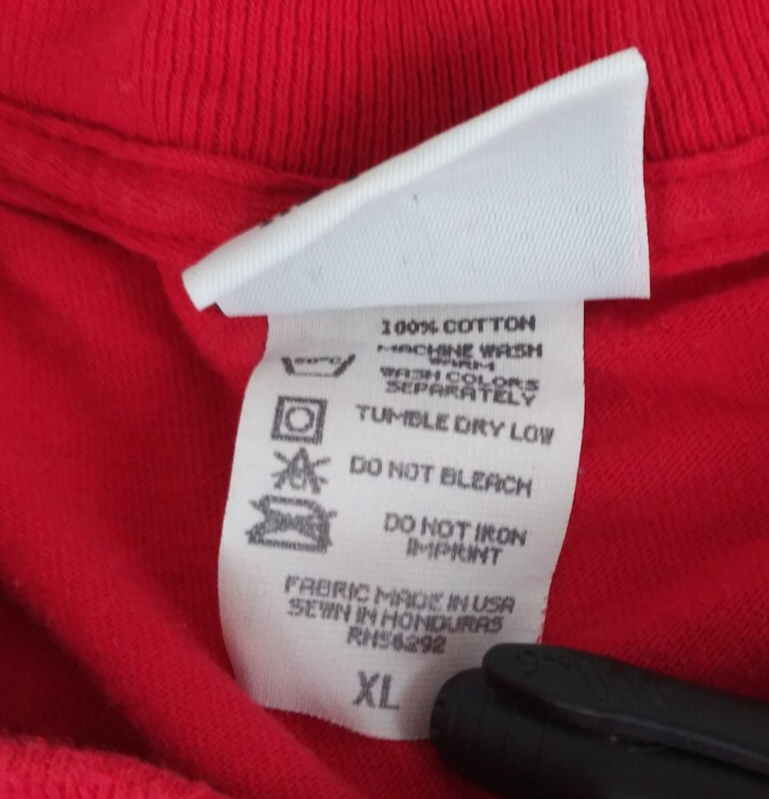 100% COTTON
MACHINE WASH
WARM
WASH COLORS
SEPARATELY
TUMBLE DRY LOW
DO NOT BLEACH
DO NOT IRON
IMPRINT
FABRIC MADE IN USA
SEWN IN HONDURAS
RN56292
XL